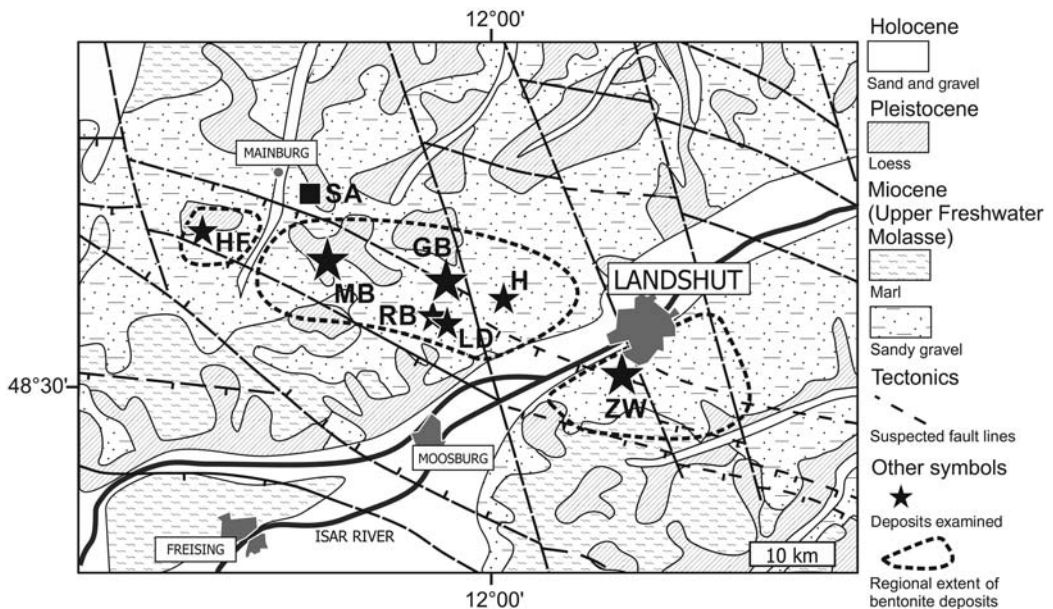 12°00'
MAINBURG
SA
HF
GB
H
MB
LANDSHUT
RB
LD
48°30'
ZW
MOOSBURG
ISAR RIVER
FREISING
10 km
12°00'
Holocene
Sand and gravel
Pleistocene
Loess
Miocene
(Upper Freshwater
Molasse)
Marl
Sandy gravel
Tectonics
Suspected fault lines
Other symbols
Deposits examined
Regional extent of
bentonite deposits